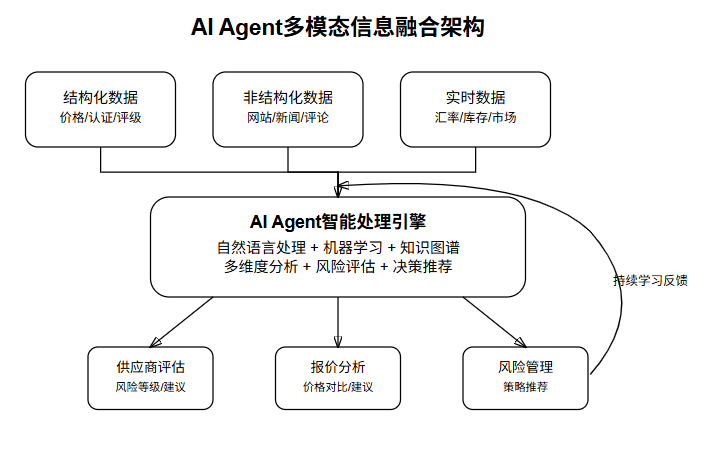 AI Agent多模态信息融合架构
结构化数据
价格/认证/评级
非结构化数据
网站/新闻/评论
实时数据
汇率/库存/市场
AI Agent智能处理引擎
自然语言处理 + 机器学习 + 知识图谱
多维度分析 + 风险评估 + 决策推荐
持续学习反馈
供应商评估
风险等级/建议
报价分析
价格对比/建议
风险管理
策略推荐